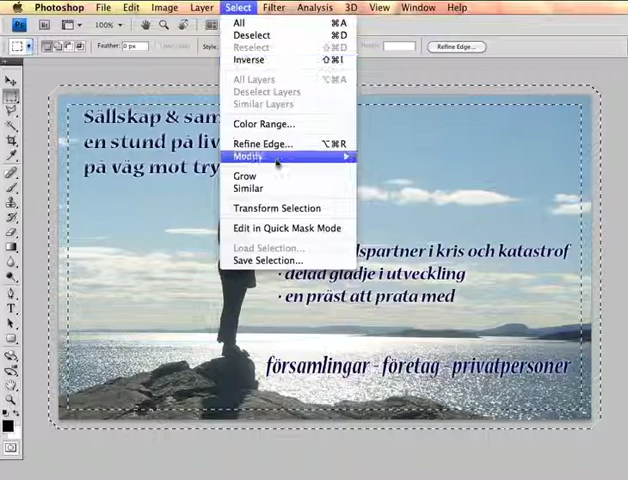 Photoshop File Edit Image Layer Select Filter Analysis 3D View Window Help
Ps 100%
Feather: 0 px Style: Refine Edge...
All ⌘A
Deselect ⌘D
Reselect ⇧⌘D
Inverse ⇧⌘I
All Layers ⌥⌘A
Deselect Layers
Similar Layers
Color Range...
Refine Edge... ⌥⌘R
Modify
Grow
Similar
Transform Selection
Edit in Quick Mask Mode
Load Selection...
Save Selection...
Sällskap & sam
en stund på liv
på väg mot try
lspartner i kris och katastrof
· delad glädje i utveckling
· en präst att prata med
församlingar - företag - privatpersoner